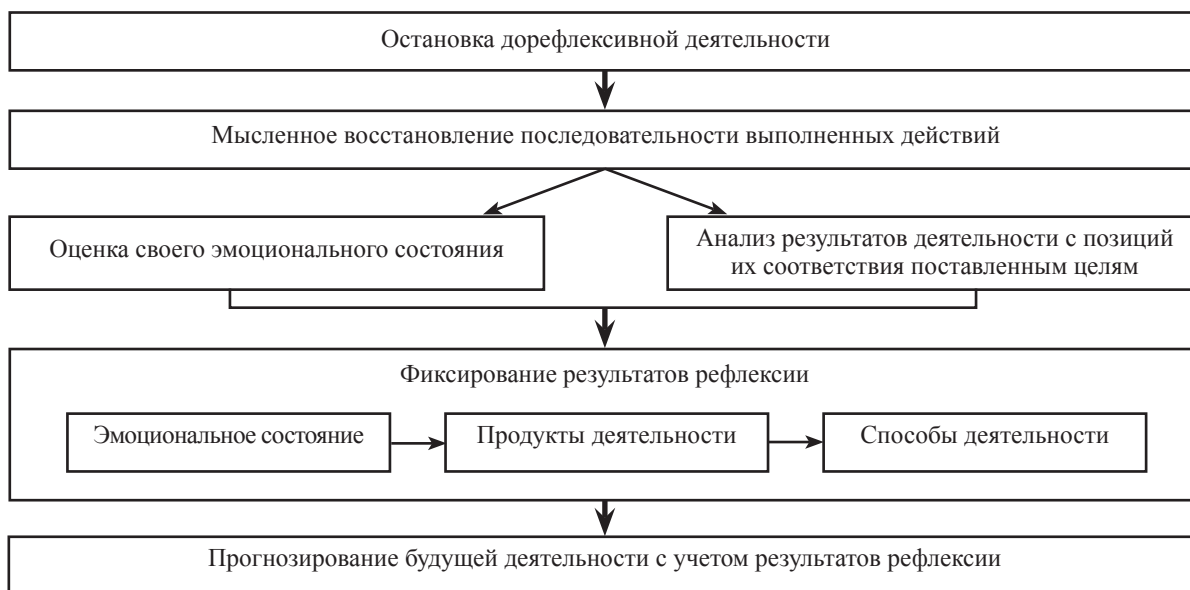 Остановка дорефлексивной деятельности
Мысленное восстановление последовательности выполненных действий
Оценка своего эмоционального состояния
Анализ результатов деятельности с позиций
их соответствия поставленным целям
Фиксирование результатов рефлексии
Эмоциональное состояние
Продукты деятельности
Способы деятельности
Прогнозирование будущей деятельности с учетом результатов рефлексии